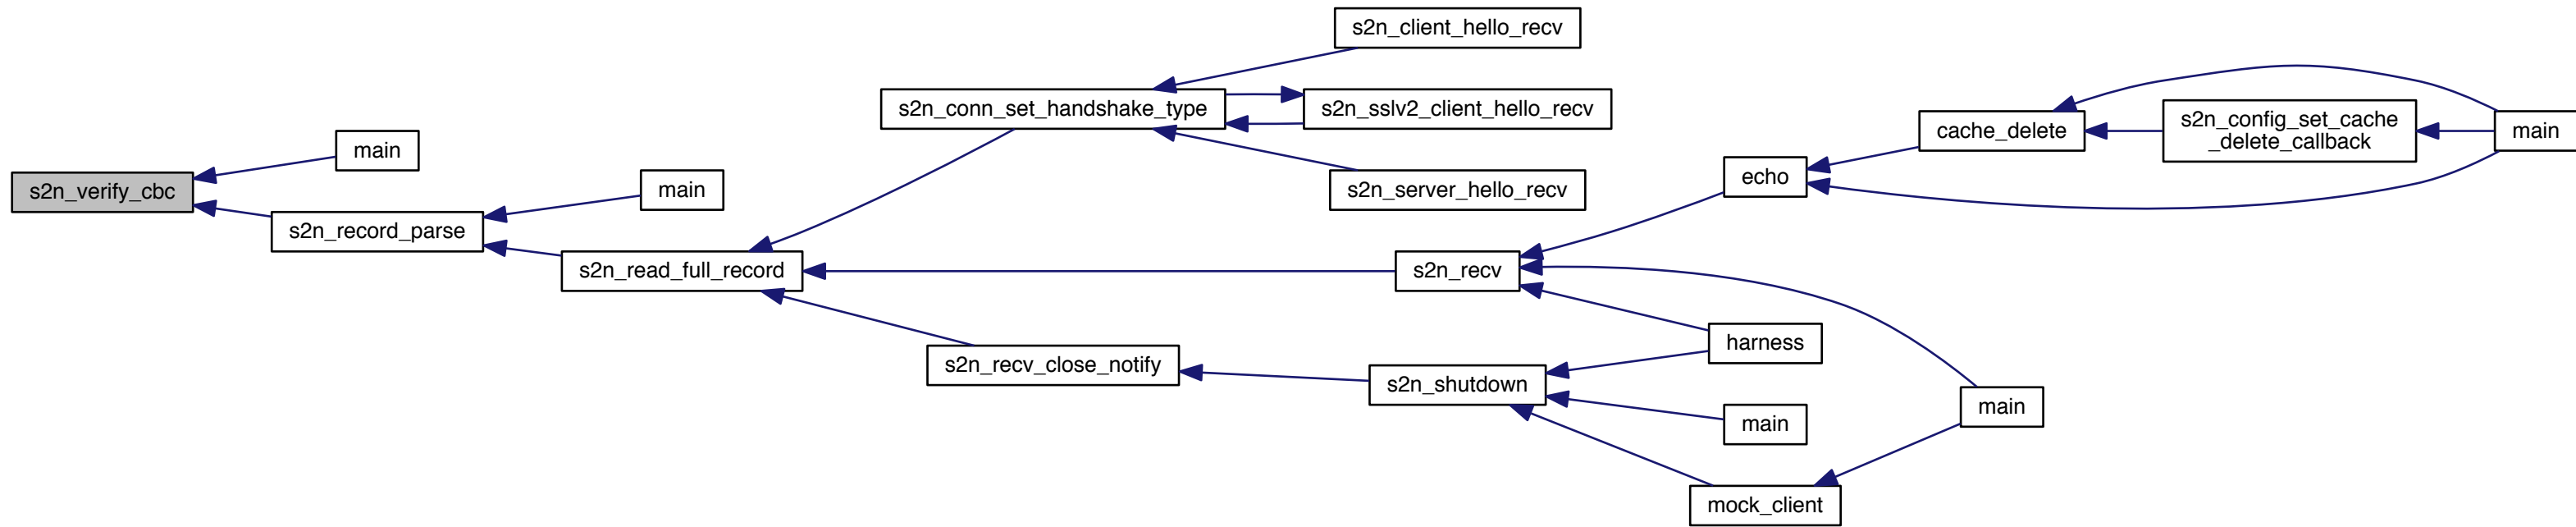 s2n_client_hello_recv
s2n_conn_set_handshake_type
s2n_sslv2_client_hello_recv
s2n_config_set_cache
_delete_callback
cache_delete
main
main
echo
s2n_verify_cbc
main
s2n_server_hello_recv
s2n_record_parse
s2n_read_full_record
s2n_recv
harness
s2n_recv_close_notify
s2n_shutdown
main
main
mock_client